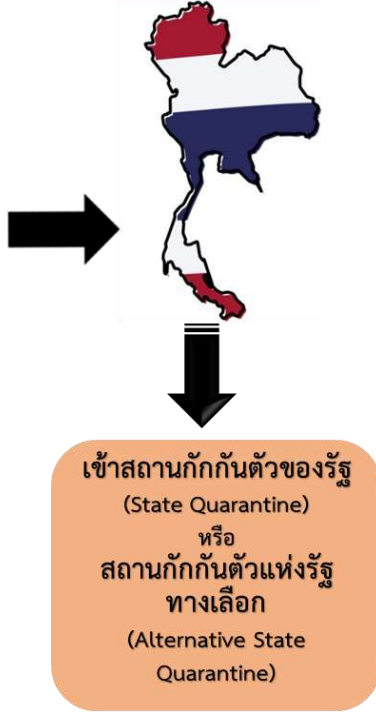 เข้าสถานกักกันตัวของรัฐ
(State Quarantine)
หรือ
สถานกักกันตัวแห่งรัฐ
ทางเลือก
(Alternative State
Quarantine)